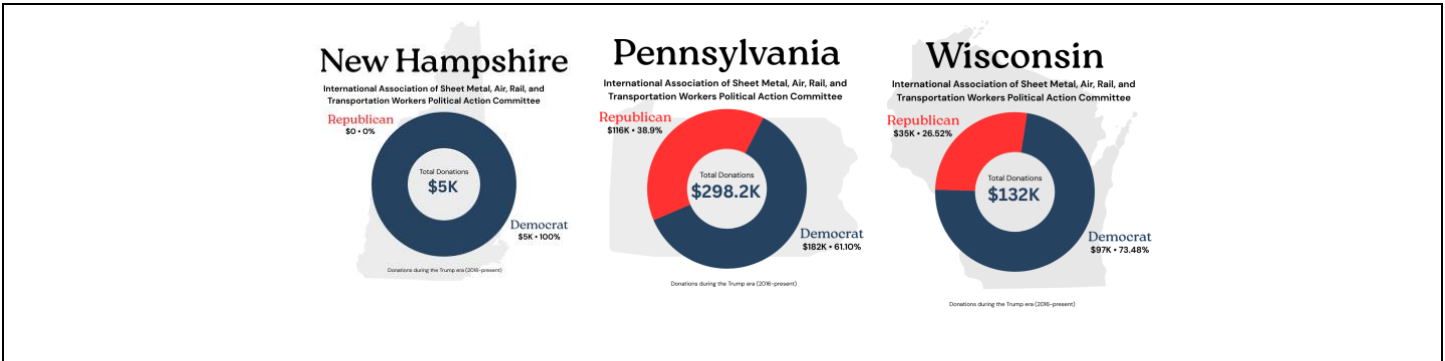 New Hampshire
International Association of Sheet Metal, Air, Rail, and
Transportation Workers Political Action Committee
Republican
$0 • 0%
Total Donations
$5K
Democrat
$5K • 100%
Donations during the Trump era (2016-present)
Pennsylvania
International Association of Sheet Metal, Air, Rail, and
Transportation Workers Political Action Committee
Republican
$116K • 38.9%
Total Donations
$298.2K
Democrat
$182K • 61.10%
Donations during the Trump era (2016-present)
Wisconsin
International Association of Sheet Metal, Air, Rail, and
Transportation Workers Political Action Committee
Republican
$35K • 26.52%
Total Donations
$132K
Democrat
$97K • 73.48%
Donations during the Trump era (2016-present)